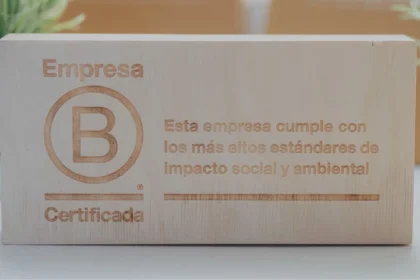 Empresa
B
Certificada
Esta empresa cumple con
los más altos estándares de
impacto social y ambiental